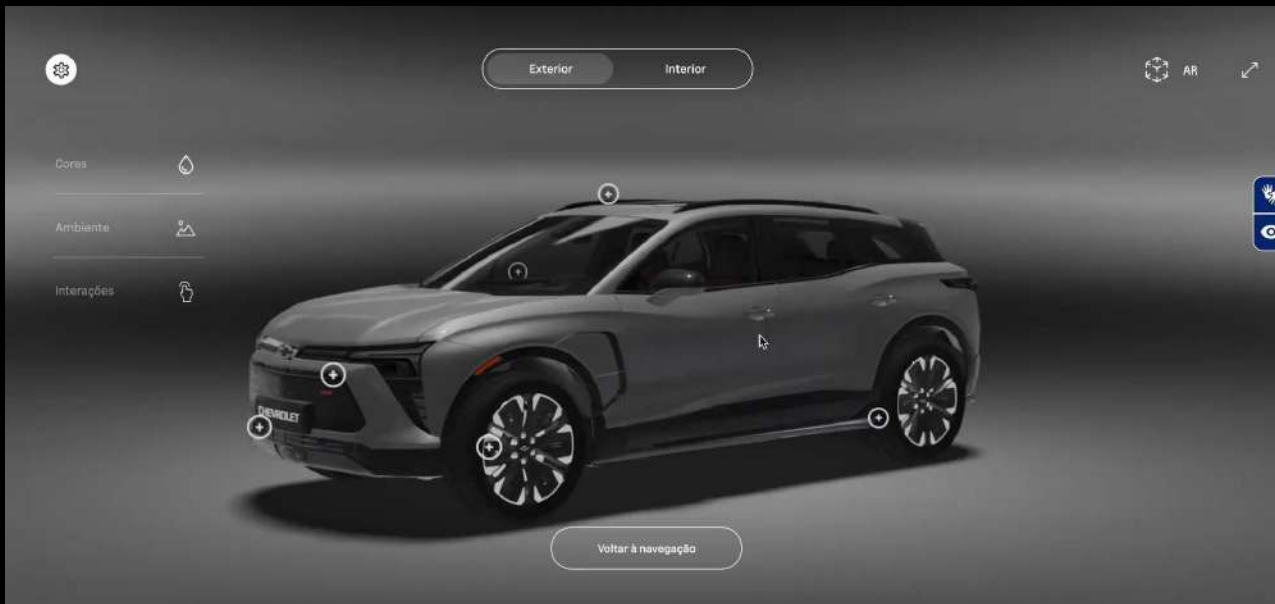 Exterior
Interior
AR
Cores
Ambiente
Interações
CHEVROLET
Voltar à navegação